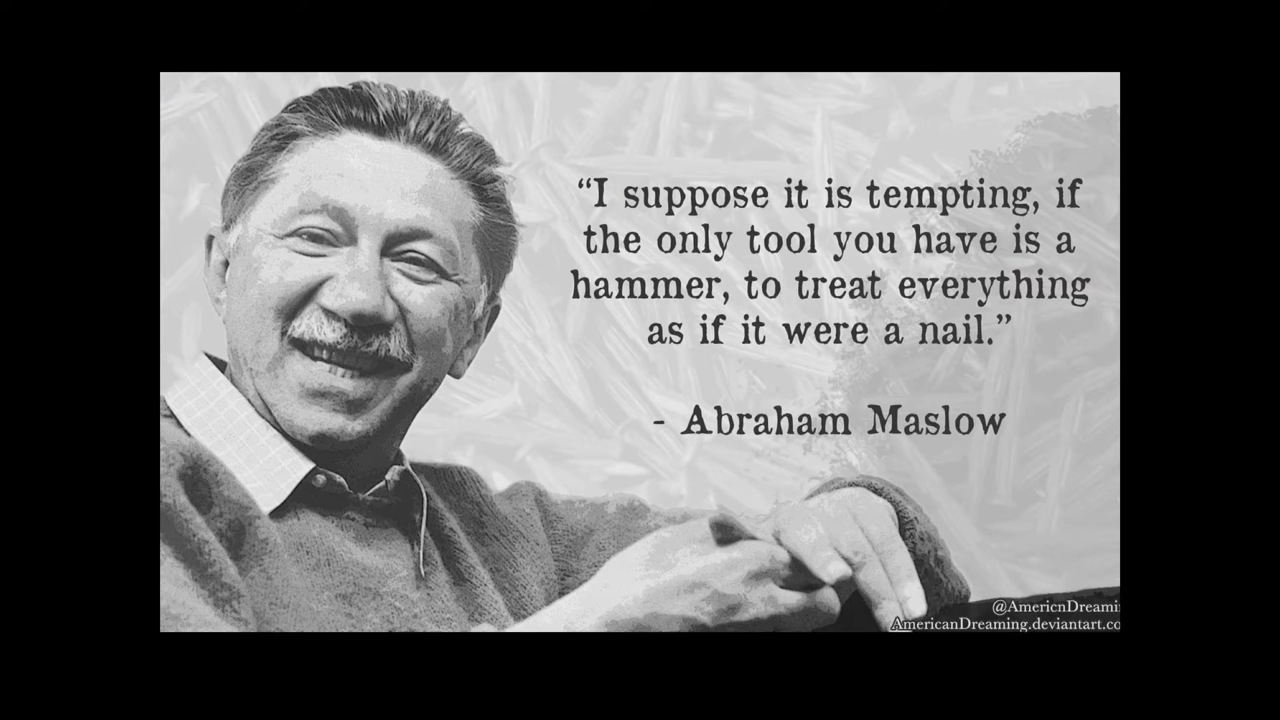 “I suppose it is tempting, if
the only tool you have is a
hammer, to treat everything
as if it were a nail.”
- Abraham Maslow
@AmericnDreami
AmericanDreaming.deviantart.co